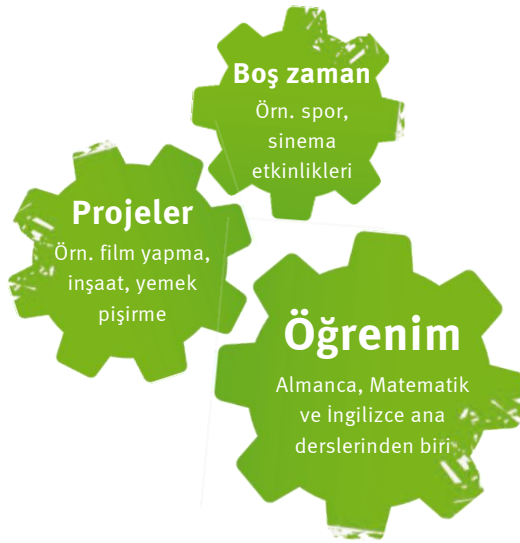 Boş zaman
Örn. spor,
sinema
etkinlikleri
Projeler
Örn. film yapma,
inşaat, yemek
pişirme
Öğrenim
Almanca, Matematik
ve İngilizce ana
derslerinden biri